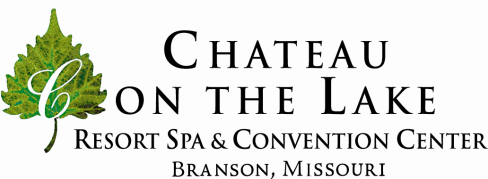 CHATEAU
C ON THE LAKE
RESORT SPA & CONVENTION CENTER
BRANSON, MISSOURI